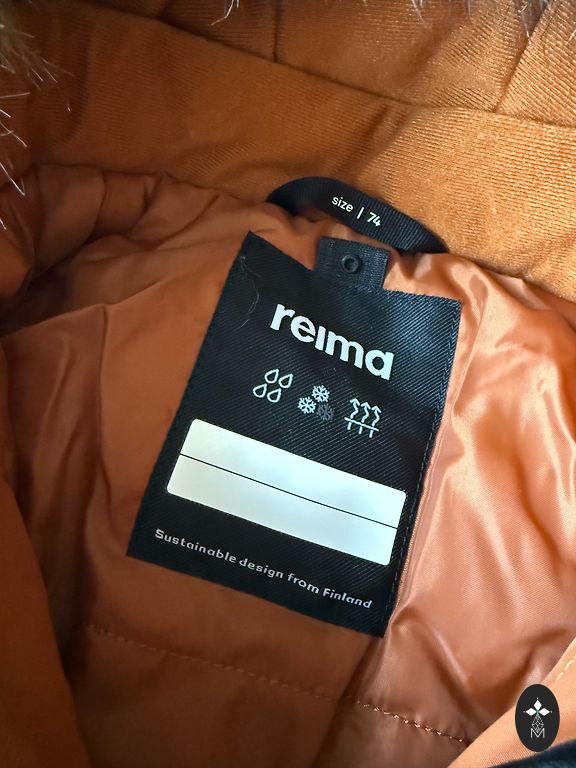 size | 74
reima
Sustainable design from Finland
M